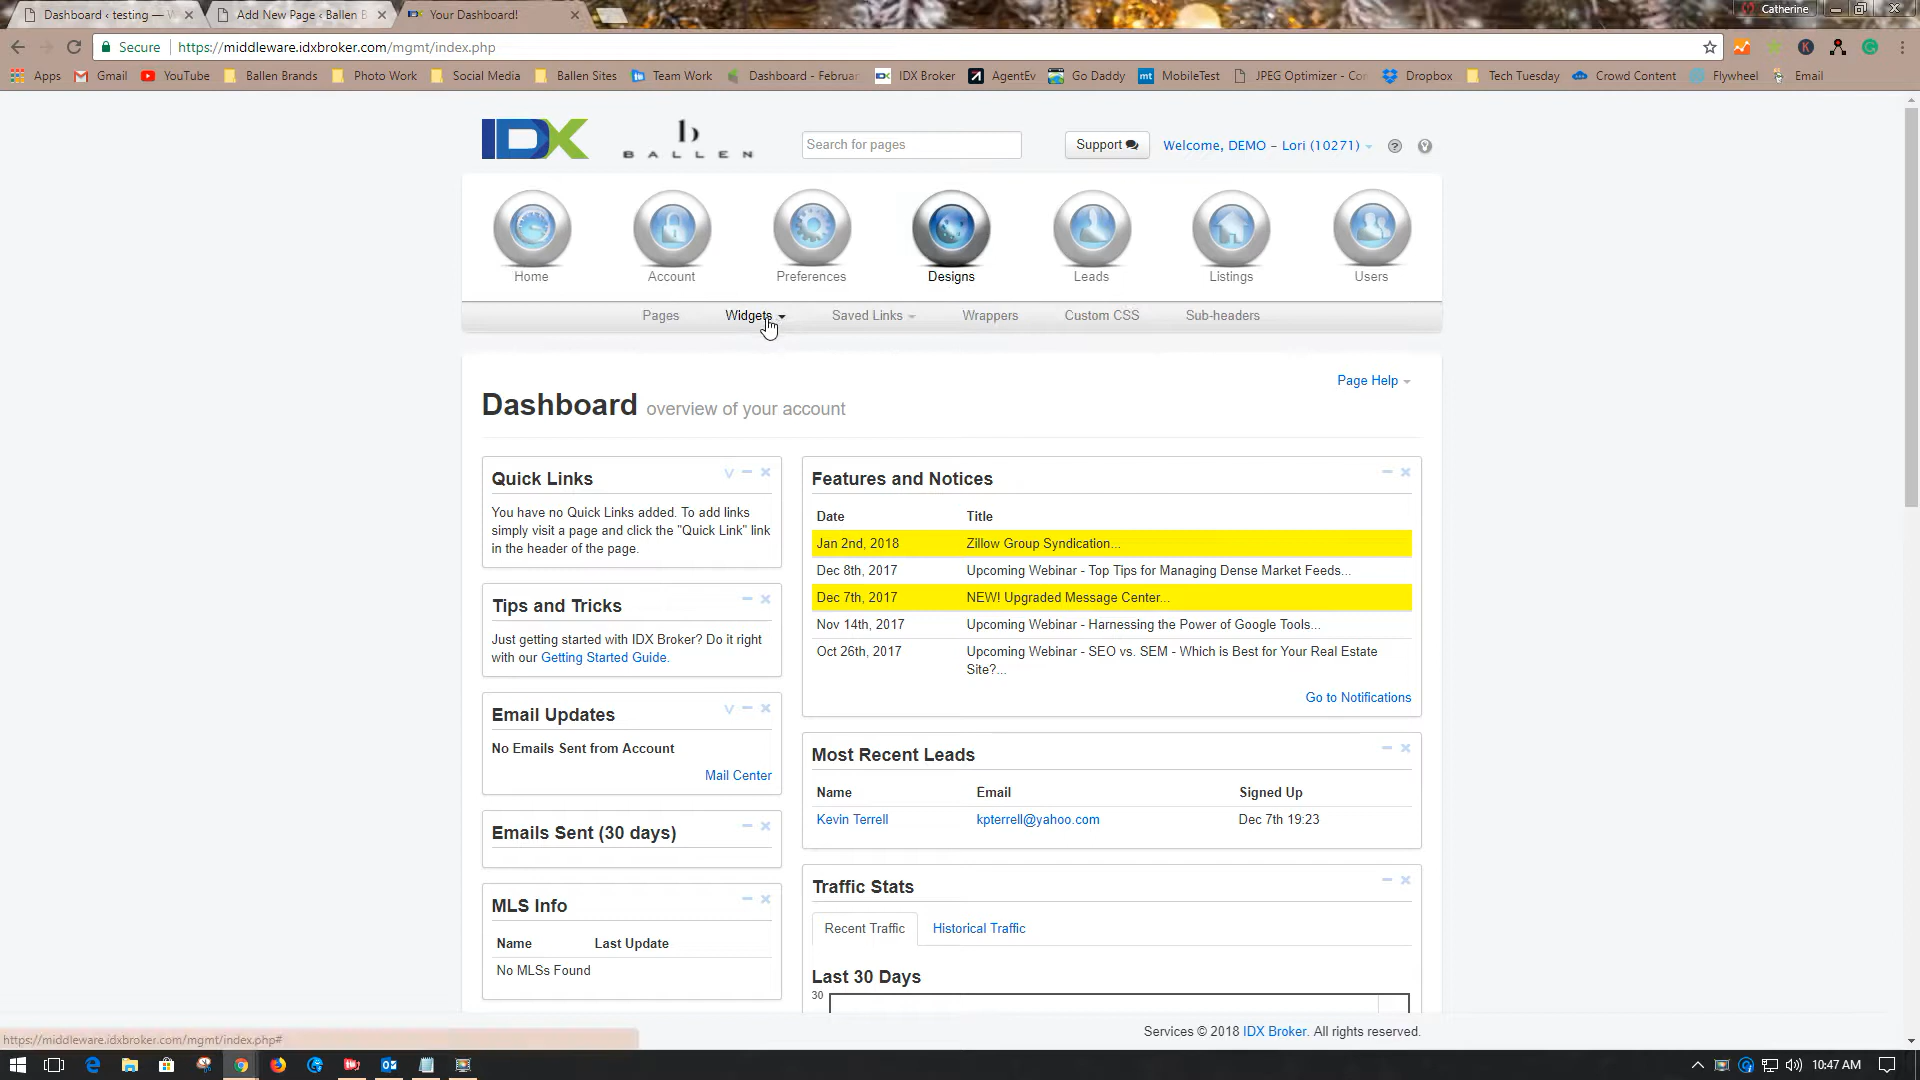 Dashboard ‹ testing — W
Add New Page ‹ Ballen B
Your Dashboard!
Catherine
Secure
https://middleware.idxbroker.com/mgmt/index.php
Apps
Gmail
YouTube
Ballen Brands
Photo Work
Social Media
Ballen Sites
Team Work
Dashboard - Februar
IDX Broker
AgentEv
Go Daddy
mt
MobileTest
JPEG Optimizer - Con
Dropbox
Tech Tuesday
Crowd Content
Flywheel
Email
IDX
BALLEN
Search for pages
Support
Welcome, DEMO - Lori (10271)
Home
Account
Preferences
Designs
Leads
Listings
Users
Pages
Widgets
Saved Links
Wrappers
Custom CSS
Sub-headers
Page Help
Dashboard overview of your account
Quick Links
You have no Quick Links added. To add links
simply visit a page and click the "Quick Link" link
in the header of the page.
Tips and Tricks
Just getting started with IDX Broker? Do it right
with our Getting Started Guide.
Email Updates
No Emails Sent from Account
Mail Center
Emails Sent (30 days)
MLS Info
Name Last Update
No MLSs Found
Features and Notices
Date Title
Jan 2nd, 2018 Zillow Group Syndication...
Dec 8th, 2017 Upcoming Webinar - Top Tips for Managing Dense Market Feeds...
Dec 7th, 2017 NEW! Upgraded Message Center...
Nov 14th, 2017 Upcoming Webinar - Harnessing the Power of Google Tools...
Oct 26th, 2017 Upcoming Webinar - SEO vs. SEM - Which is Best for Your Real Estate
Site?...
Go to Notifications
Most Recent Leads
Name Email Signed Up
Kevin Terrell kpterrell@yahoo.com Dec 7th 19:23
Traffic Stats
Recent Traffic
Historical Traffic
Last 30 Days
30
Services © 2018 IDX Broker. All rights reserved.
https://middleware.idxbroker.com/mgmt/index.php#
10:47 AM